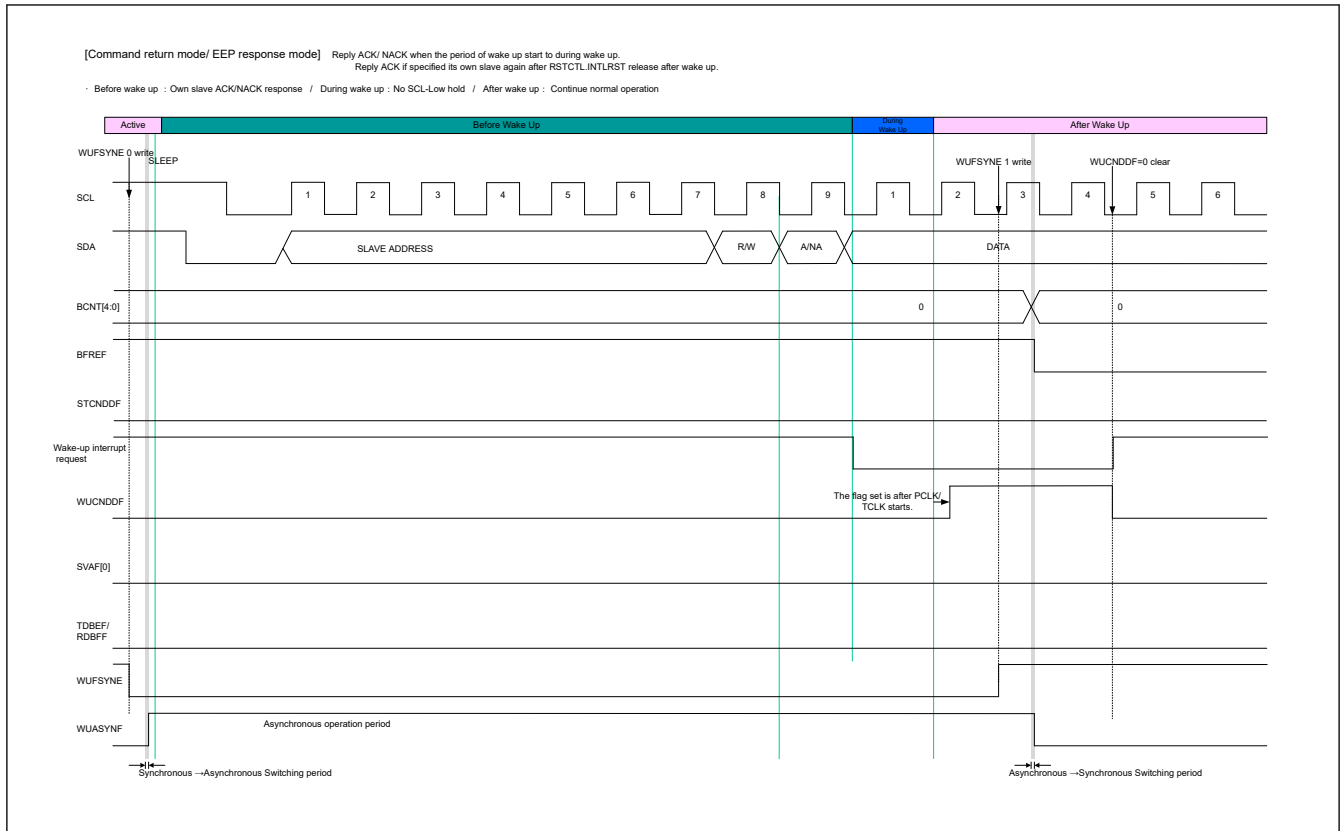 [Command return mode/ EEP response mode] Reply ACK/ NACK when the period of wake up start to during wake up.
Reply ACK if specified its own slave again after RSTCTL.INTLRST release after wake up.
· Before wake up : Own slave ACK/NACK response / During wake up : No SCL-Low hold / After wake up : Continue normal operation
Active Before Wake Up During Wake Up After Wake Up
WUFSYNE 0 write
SLEEP
WUFSYNE 1 write WUCNDDF=0 clear
SCL 1 2 3 4 5 6 7 8 9 1 2 3 4 5 6
SDA SLAVE ADDRESS R/W A/NA DATA
BCNT[4:0] 0 0
BFREF
STCNDDF
Wake-up interrupt
request
The flag set is after PCLK/
TCLK starts.
WUCNDDF
SVAF[0]
TDBEF/
RDBFF
WUFSYNE
WUASYNF Asynchronous operation period
Synchronous →Asynchronous Switching period Asynchronous →Synchronous Switching period